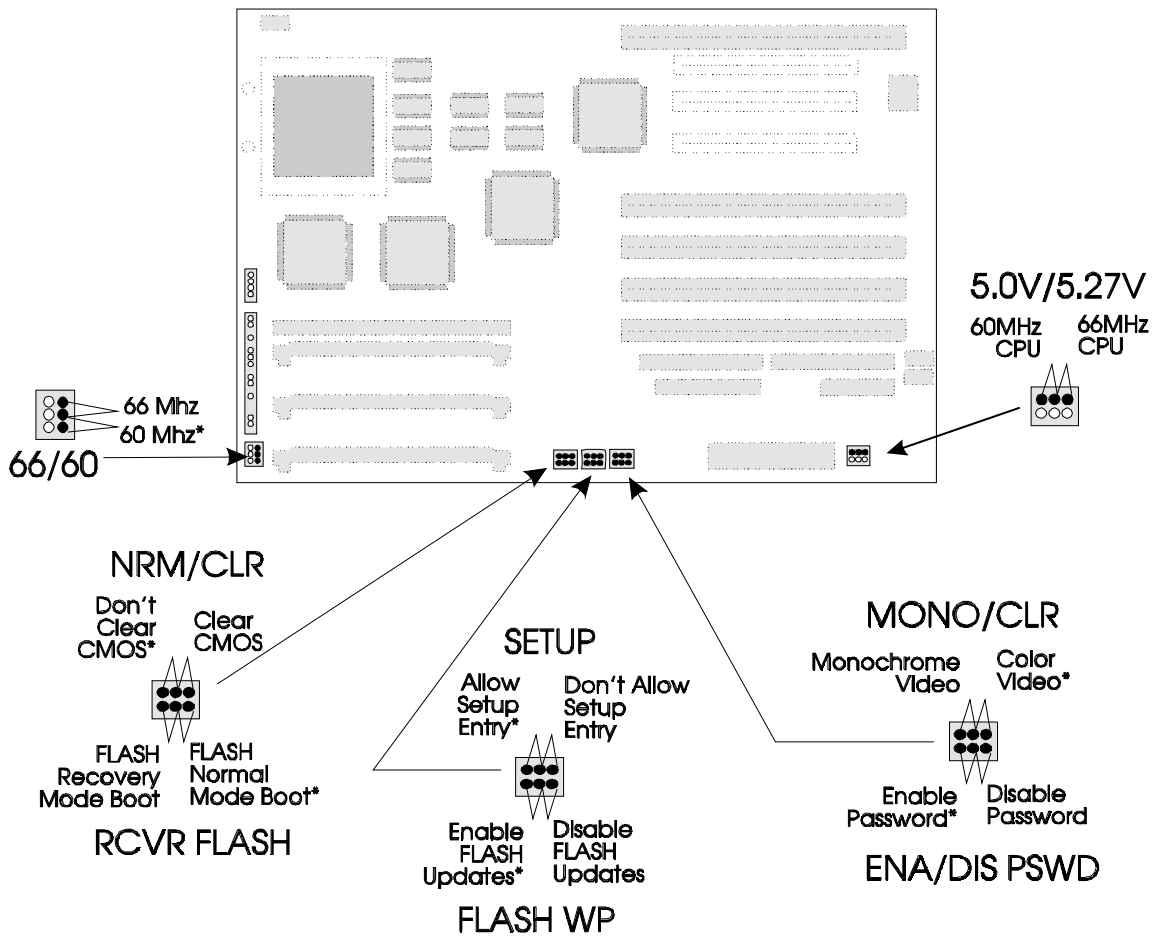 5.0V/5.27V
60MHz
CPU
66MHz
CPU
66 Mhz
60 Mhz*
66/60
NRM/CLR
Don't
Clear
CMOS*
Clear
CMOS
FLASH
Recovery
Mode Boot
FLASH
Normal
Mode Boot*
RCVR FLASH
SETUP
Allow
Setup
Entry*
Don't Allow
Setup
Entry
Enable
FLASH
Updates*
Disable
FLASH
Updates
FLASH WP
MONO/CLR
Monochrome
Video
Color
Video*
Enable
Password*
Disable
Password
ENA/DIS PSWD